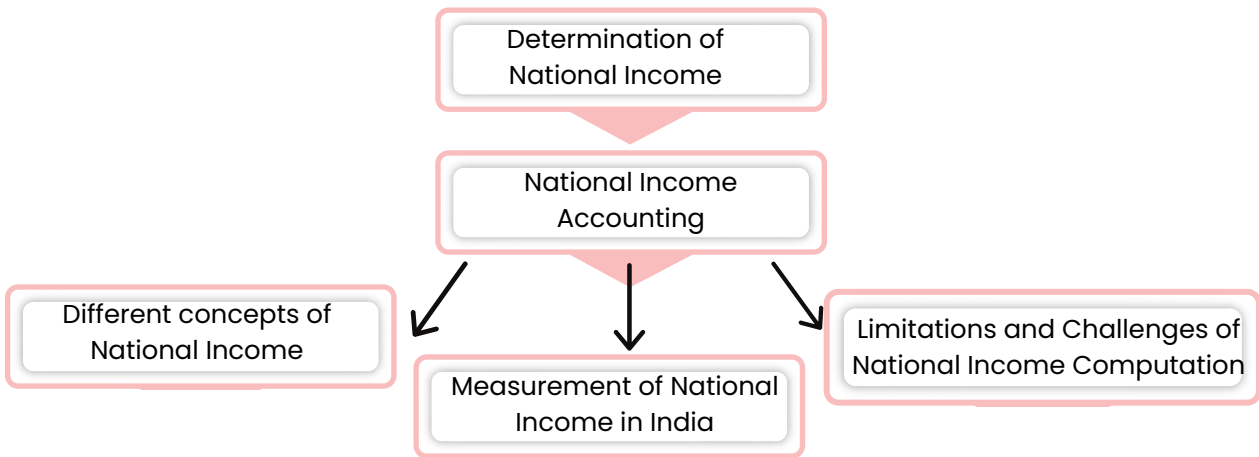 Determination of
National Income
National Income
Accounting
Different concepts of
National Income
Measurement of National
Income in India
Limitations and Challenges of
National Income Computation